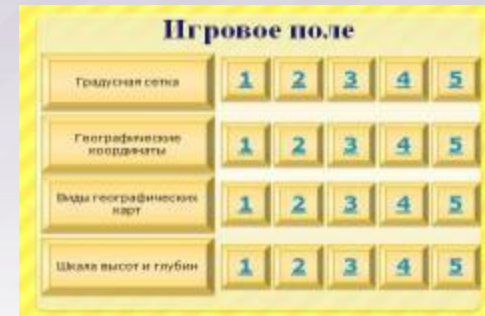 Игровое поле
Градусная сетка
1 2 3 4 5
Географические
координаты
1 2 3 4 5
Виды географических
карт
1 2 3 4 5
Шкала высот и глубин
1 2 3 4 5